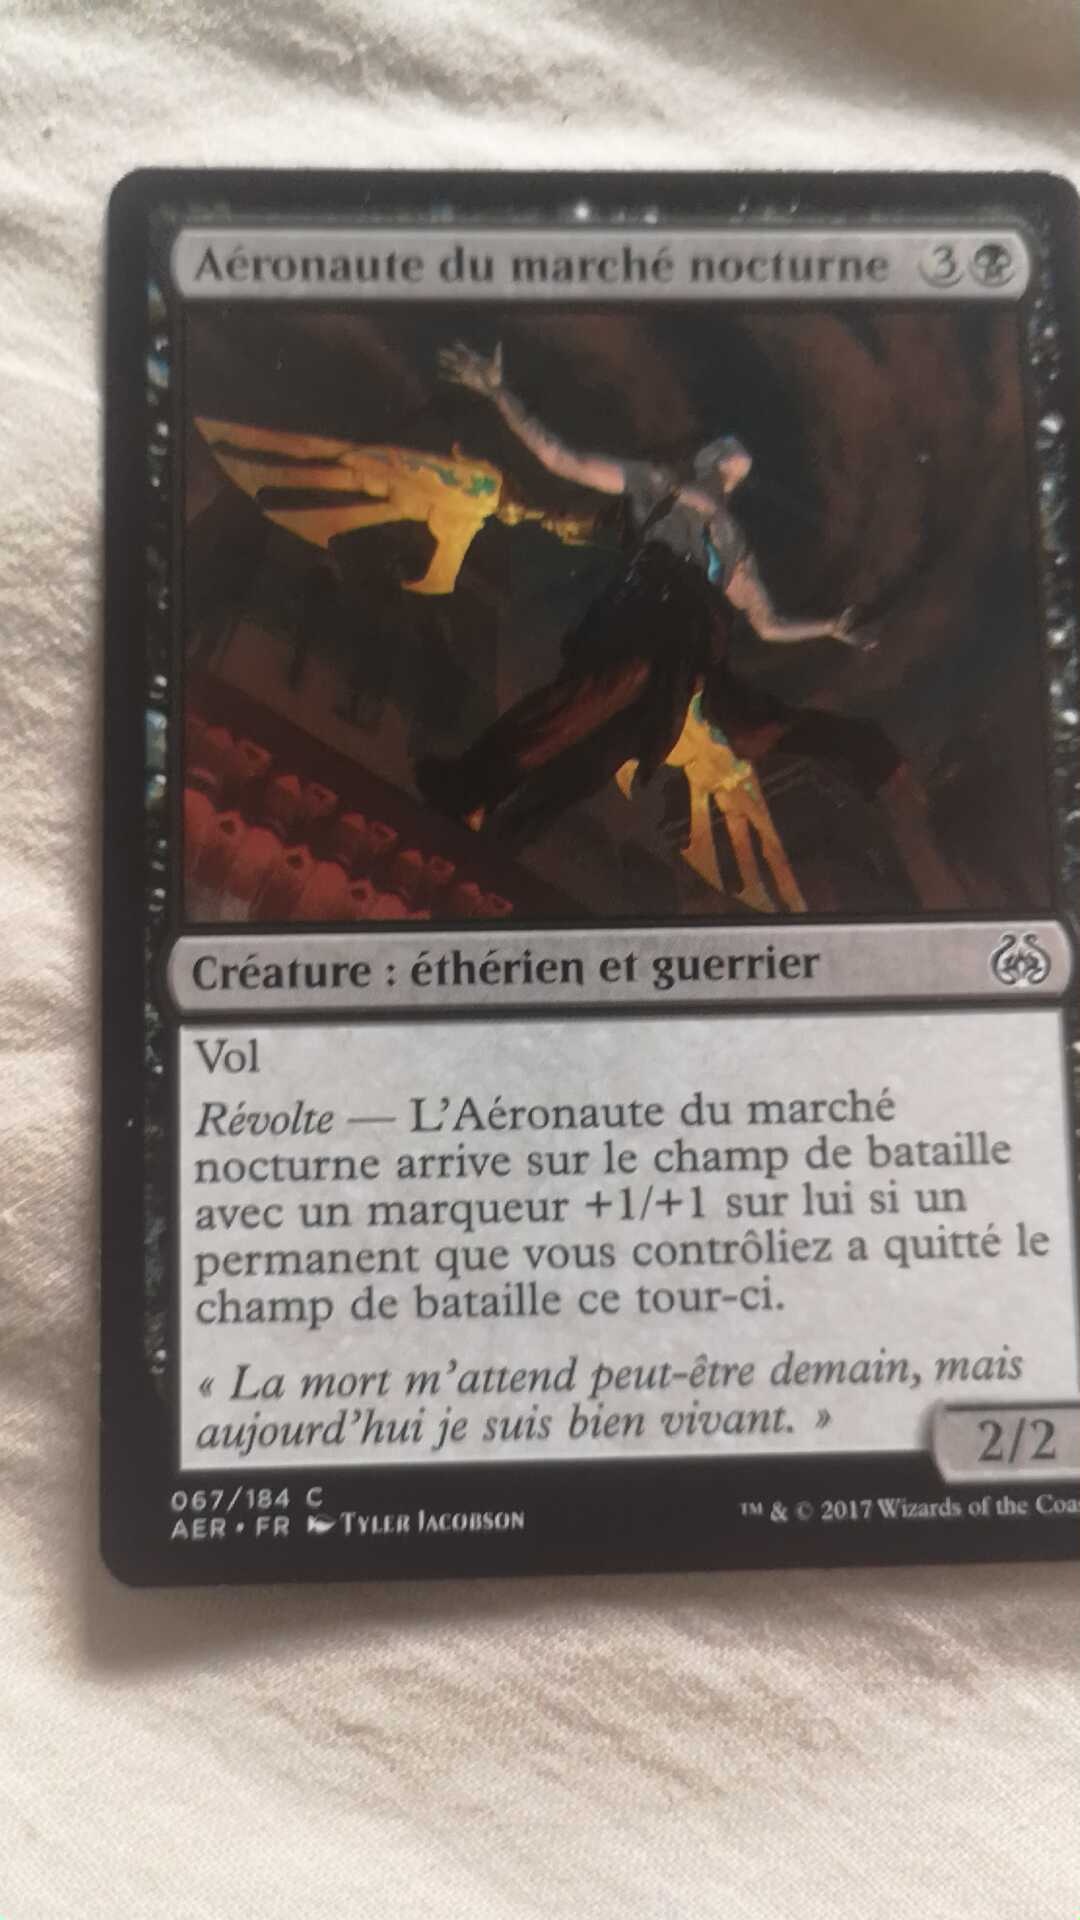 Aéronaute du marché nocturne 3
Créature : éthérien et guerrier
Vol
Révolte — L'Aéronaute du marché
nocturne arrive sur le champ de bataille
avec un marqueur +1/+1 sur lui si un
permanent que vous contrôliez a quitté le
champ de bataille ce tour-ci.
« La mort m'attend peut-être demain, mais
aujourd'hui je suis bien vivant. »
2/2
067/184 C
AER • FR Tyler Jacobson
™ & © 2017 Wizards of the Coas